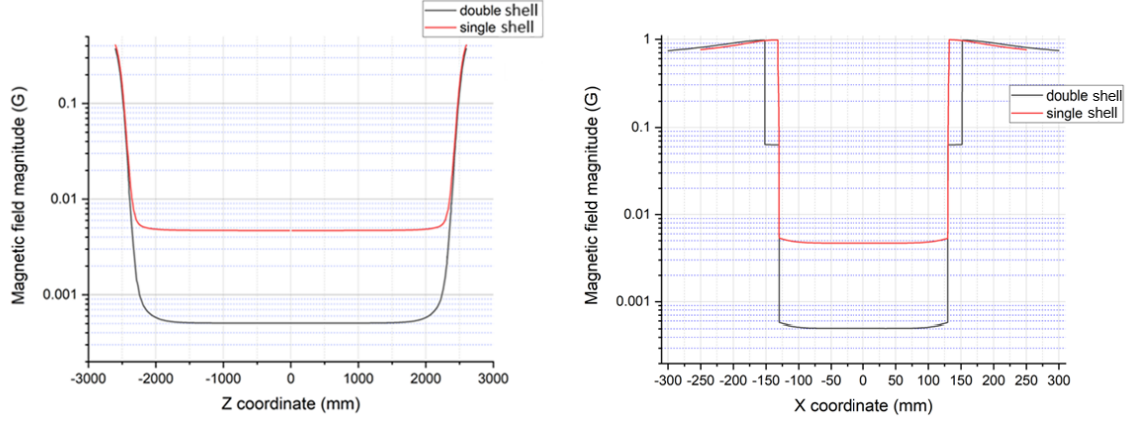 double shell
single shell
Magnetic field magnitude (G)
0.1
0.01
0.001
-3000 -2000 -1000 0 1000 2000 3000
Z coordinate (mm)
double shell
single shell
Magnetic field magnitude (G)
1
0.1
0.01
0.001
-300 -250 -200 -150 -100 -50 0 50 100 150 200 250 300
X coordinate (mm)